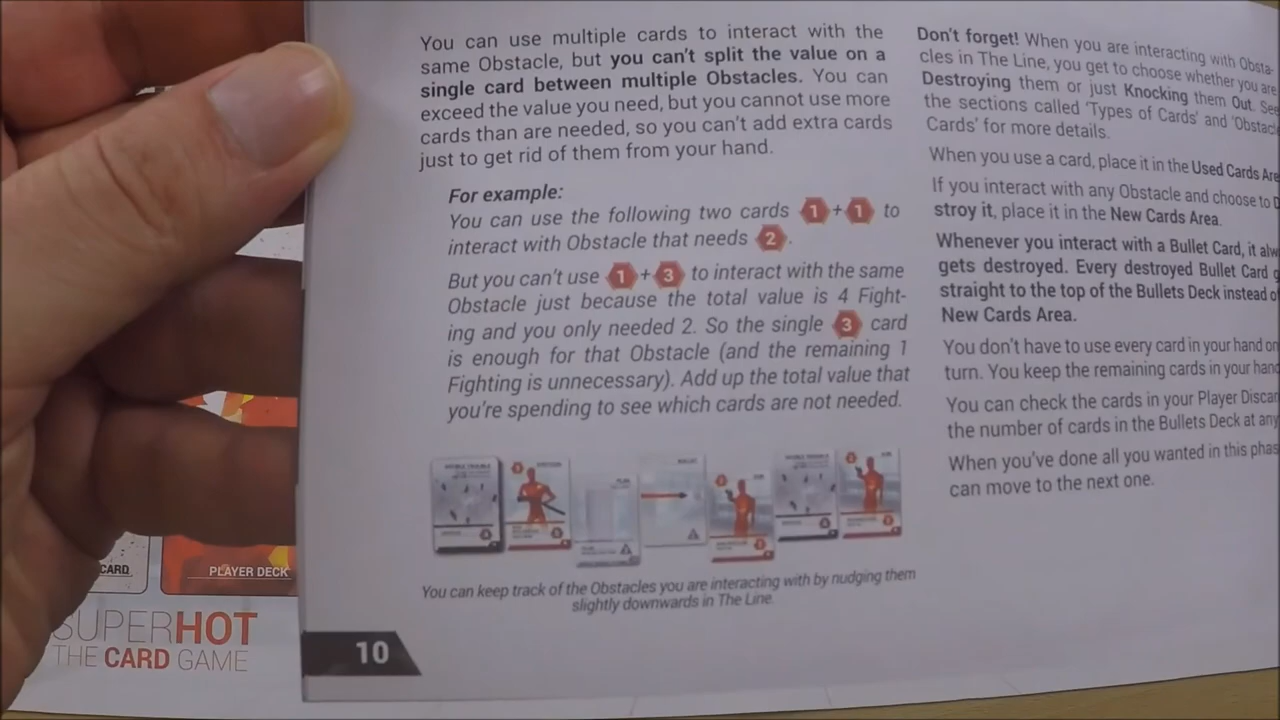 You can use multiple cards to interact with the
same Obstacle, but you can't split the value on a
single card between multiple Obstacles. You can
exceed the value you need, but you cannot use more
cards than are needed, so you can't add extra cards
just to get rid of them from your hand.
For example:
You can use the following two cards 1 + 1 to
interact with Obstacle that needs 2.
But you can't use 1 + 3 to interact with the same
Obstacle just because the total value is 4 Fight-
ing and you only needed 2. So the single 3 card
is enough for that Obstacle (and the remaining 1
Fighting is unnecessary). Add up the total value that
you're spending to see which cards are not needed.
You can keep track of the Obstacles you are interacting with by nudging them
slightly downwards in The Line.
10
Don't forget! When you are interacting with Obsta-
cles in The Line, you get to choose whether you are
Destroying them or just Knocking them Out. See
the sections called 'Types of Cards' and 'Obstacl
Cards' for more details.
When you use a card, place it in the Used Cards Are
If you interact with any Obstacle and choose to D
stroy it, place it in the New Cards Area.
Whenever you interact with a Bullet Card, it alw
gets destroyed. Every destroyed Bullet Card g
straight to the top of the Bullets Deck instead of
New Cards Area.
You don't have to use every card in your hand on
turn. You keep the remaining cards in your hand
You can check the cards in your Player Discar
the number of cards in the Bullets Deck at any
When you've done all you wanted in this phas
can move to the next one.
CARD
PLAYER DECK
SUPERHOT
THE CARD GAME